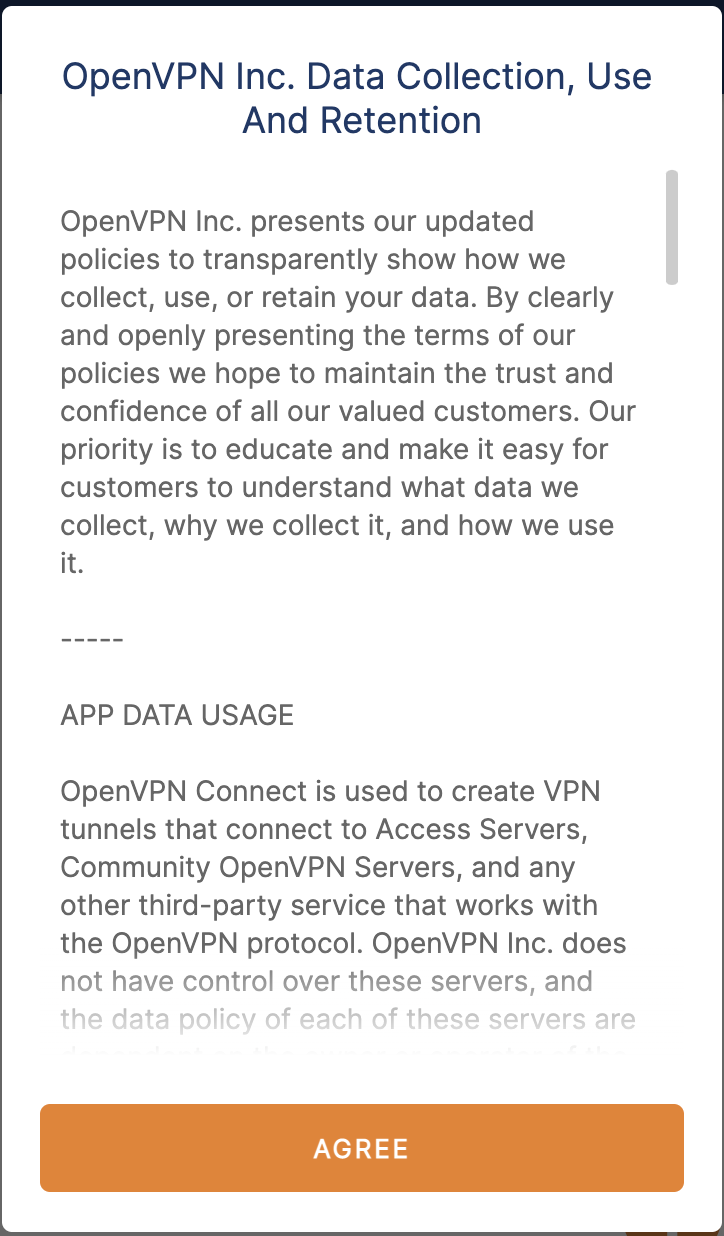 OpenVPN Inc. Data Collection, Use
And Retention
OpenVPN Inc. presents our updated
policies to transparently show how we
collect, use, or retain your data. By clearly
and openly presenting the terms of our
policies we hope to maintain the trust and
confidence of all our valued customers. Our
priority is to educate and make it easy for
customers to understand what data we
collect, why we collect it, and how we use
it.
-----
APP DATA USAGE
OpenVPN Connect is used to create VPN
tunnels that connect to Access Servers,
Community OpenVPN Servers, and any
other third-party service that works with
the OpenVPN protocol. OpenVPN Inc. does
not have control over these servers, and
the data policy of each of these servers are
AGREE